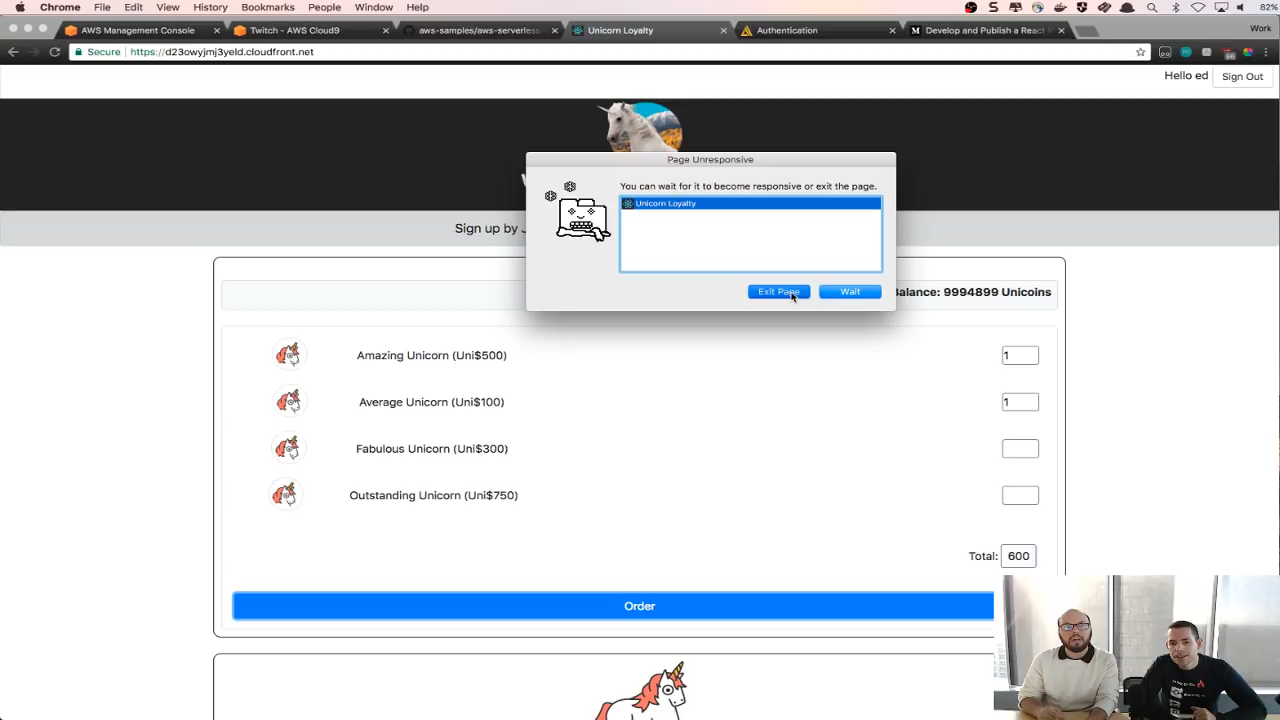 Chrome File Edit View History Bookmarks People Window Help 82%
AWS Management Console Twitch - AWS Cloud9 aws-samples/aws-serverless Unicorn Loyalty Authentication Develop and Publish a React Work
Secure https://d23owyjmj3yeld.cloudfront.net
Hello ed Sign Out
Page Unresponsive
You can wait for it to become responsive or exit the page.
Unicorn Loyalty
Exit Page Wait
Sign up by
Balance: 9994899 Unicoins
Amazing Unicorn (Uni$500) 1
Average Unicorn (Uni$100) 1
Fabulous Unicorn (Uni$300)
Outstanding Unicorn (Uni$750)
Total: 600
Order